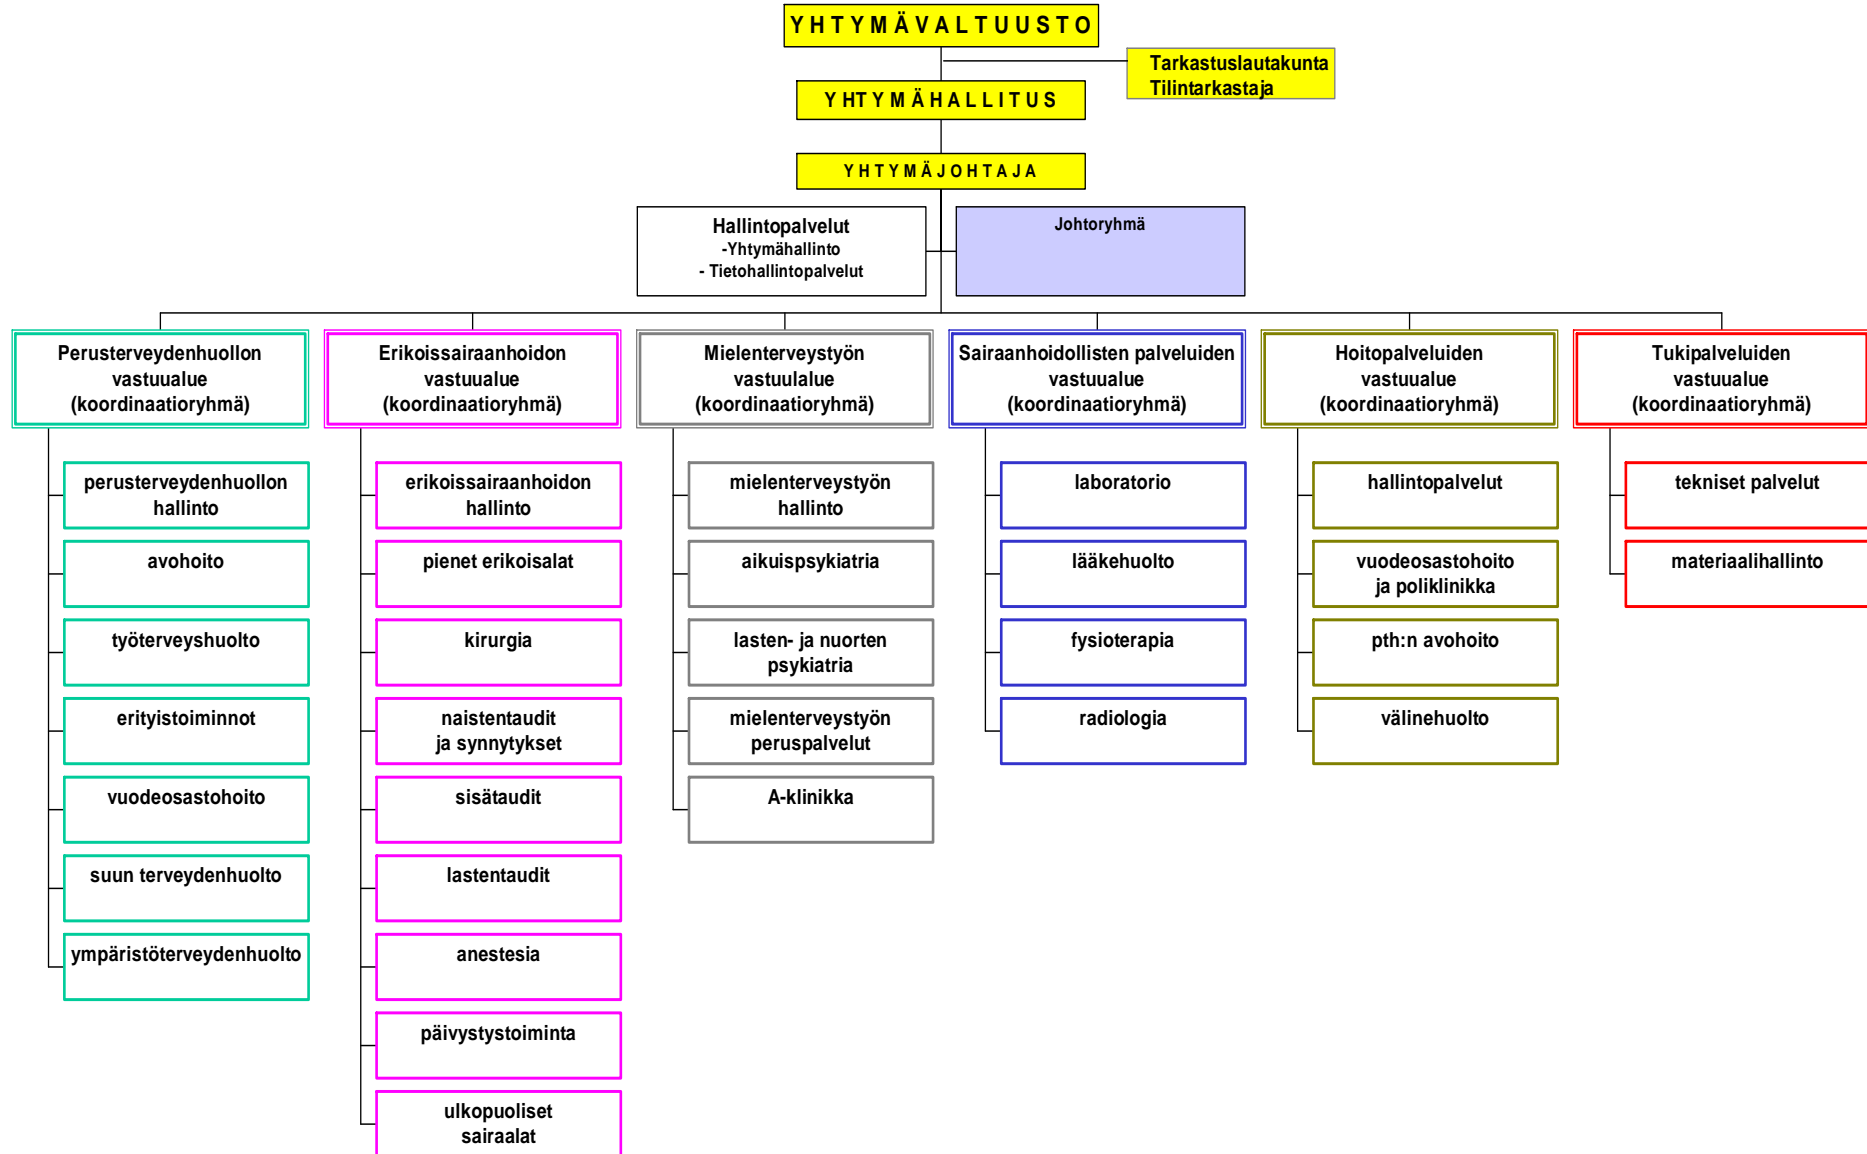 YHTYMÄVALTUUSTO
Tarkastuslautakunta
Tilintarkastaja
YHTYMÄHALLITUS
YHTYMÄJOHTAJA
Hallintopalvelut
-Yhtymähallinto
- Tietohallintopalvelut
Johtoryhmä
Perusterveydenhuollon
vastuualue
(koordinaatioryhmä)
Erikoissairaanhoidon
vastuualue
(koordinaatioryhmä)
Mielenterveystyön
vastuulalue
(koordinaatioryhmä)
Sairaanhoidollisten palveluiden
vastuualue
(koordinaatioryhmä)
Hoitopalveluiden
vastuualue
(koordinaatioryhmä)
Tukipalveluiden
vastuualue
(koordinaatioryhmä)
perusterveydenhuollon
hallinto
avohoito
työterveyshuolto
erityistoiminnot
vuodeosastohoito
suun terveydenhuolto
ympäristöterveydenhuolto
erikoissairaanhoidon
hallinto
pienet erikoisalat
kirurgia
naistentaudit
ja synnytykset
sisätaudit
lastentaudit
anestesia
päivystystoiminta
ulkopuoliset
sairaalat
mielenterveystyön
hallinto
aikuispsykiatria
lasten- ja nuorten
psykiatria
mielenterveystyön
peruspalvelut
A-klinikka
laboratorio
lääkehuolto
fysioterapia
radiologia
hallintopalvelut
vuodeosastohoito
ja poliklinikka
pth:n avohoito
välinehuolto
tekniset palvelut
materiaalihallinto